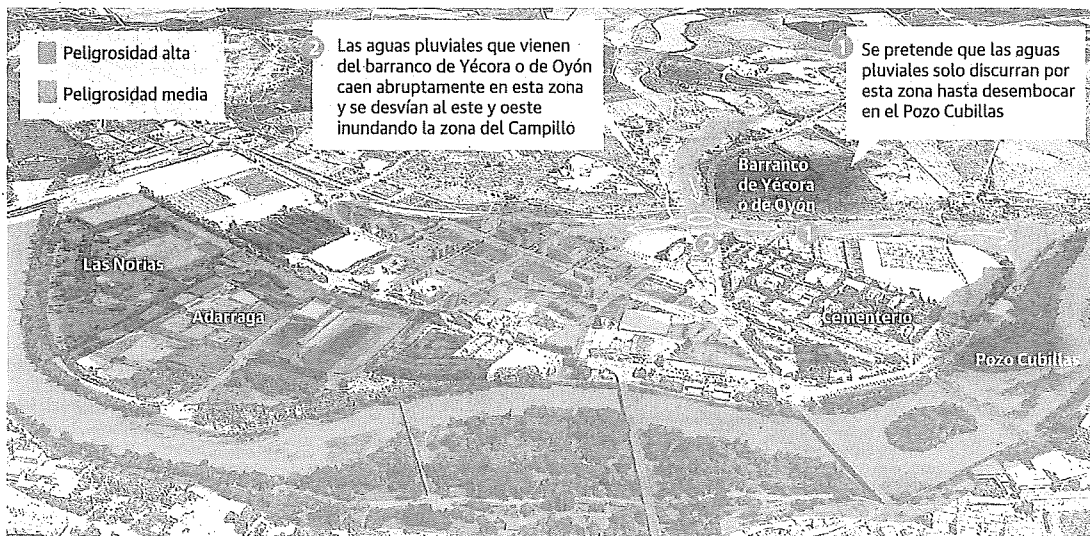 Peligrosidad alta
Peligrosidad media
2
Las aguas pluviales que vienen
del barranco de Yécora o de Oyón
caen abruptamente en esta zona
y se desvían al este y oeste
inundando la zona del Campillo
1
Se pretende que las aguas
pluviales solo discurran por
esta zona hasta desembocar
en el Pozo Cubillas
Barranco
de Yécora
o de Oyón
1
2
Las Norias
Adarraga
Cementerio
Pozo Cubillas